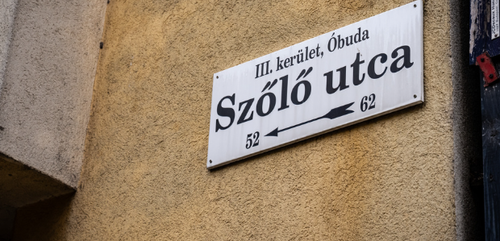 III. kerület, Óbuda
Szőlő utca
52 62